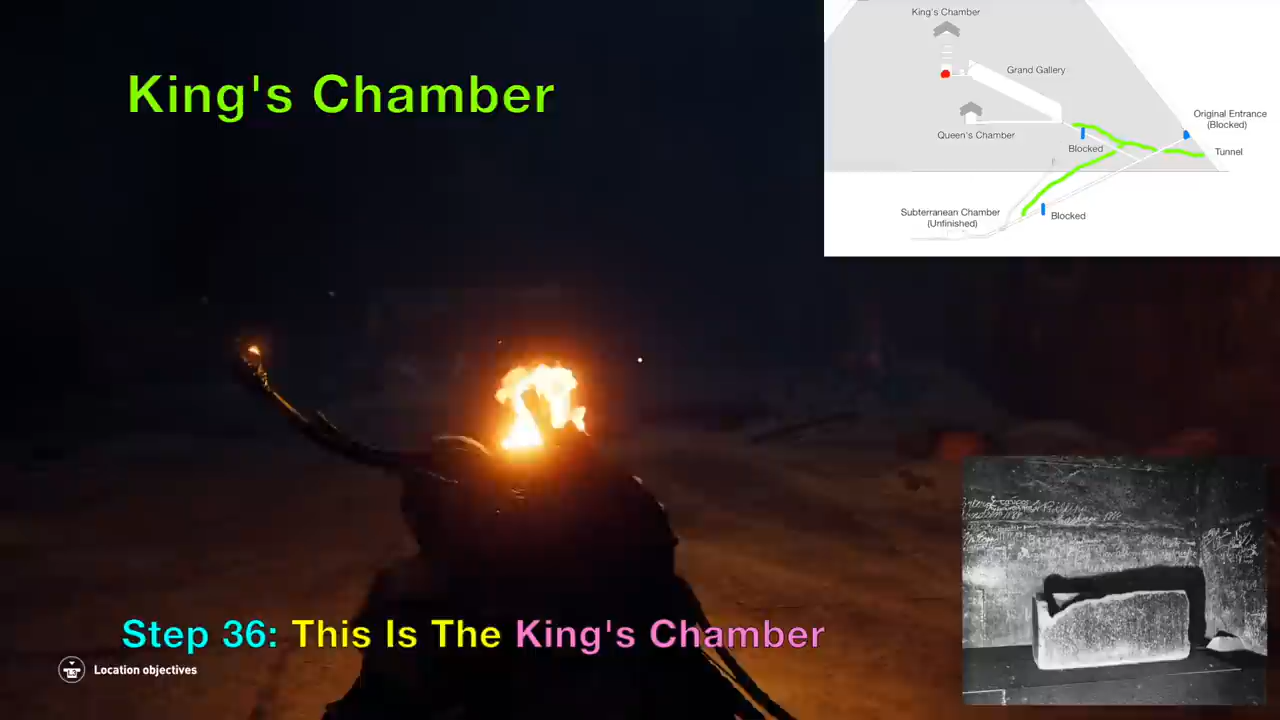 King's Chamber
King's Chamber
Grand Gallery
Original Entrance
(Blocked)
Queen's Chamber
Blocked
Tunnel
Subterranean Chamber
(Unfinished)
Blocked
Step 36: This Is The King's Chamber
Location objectives